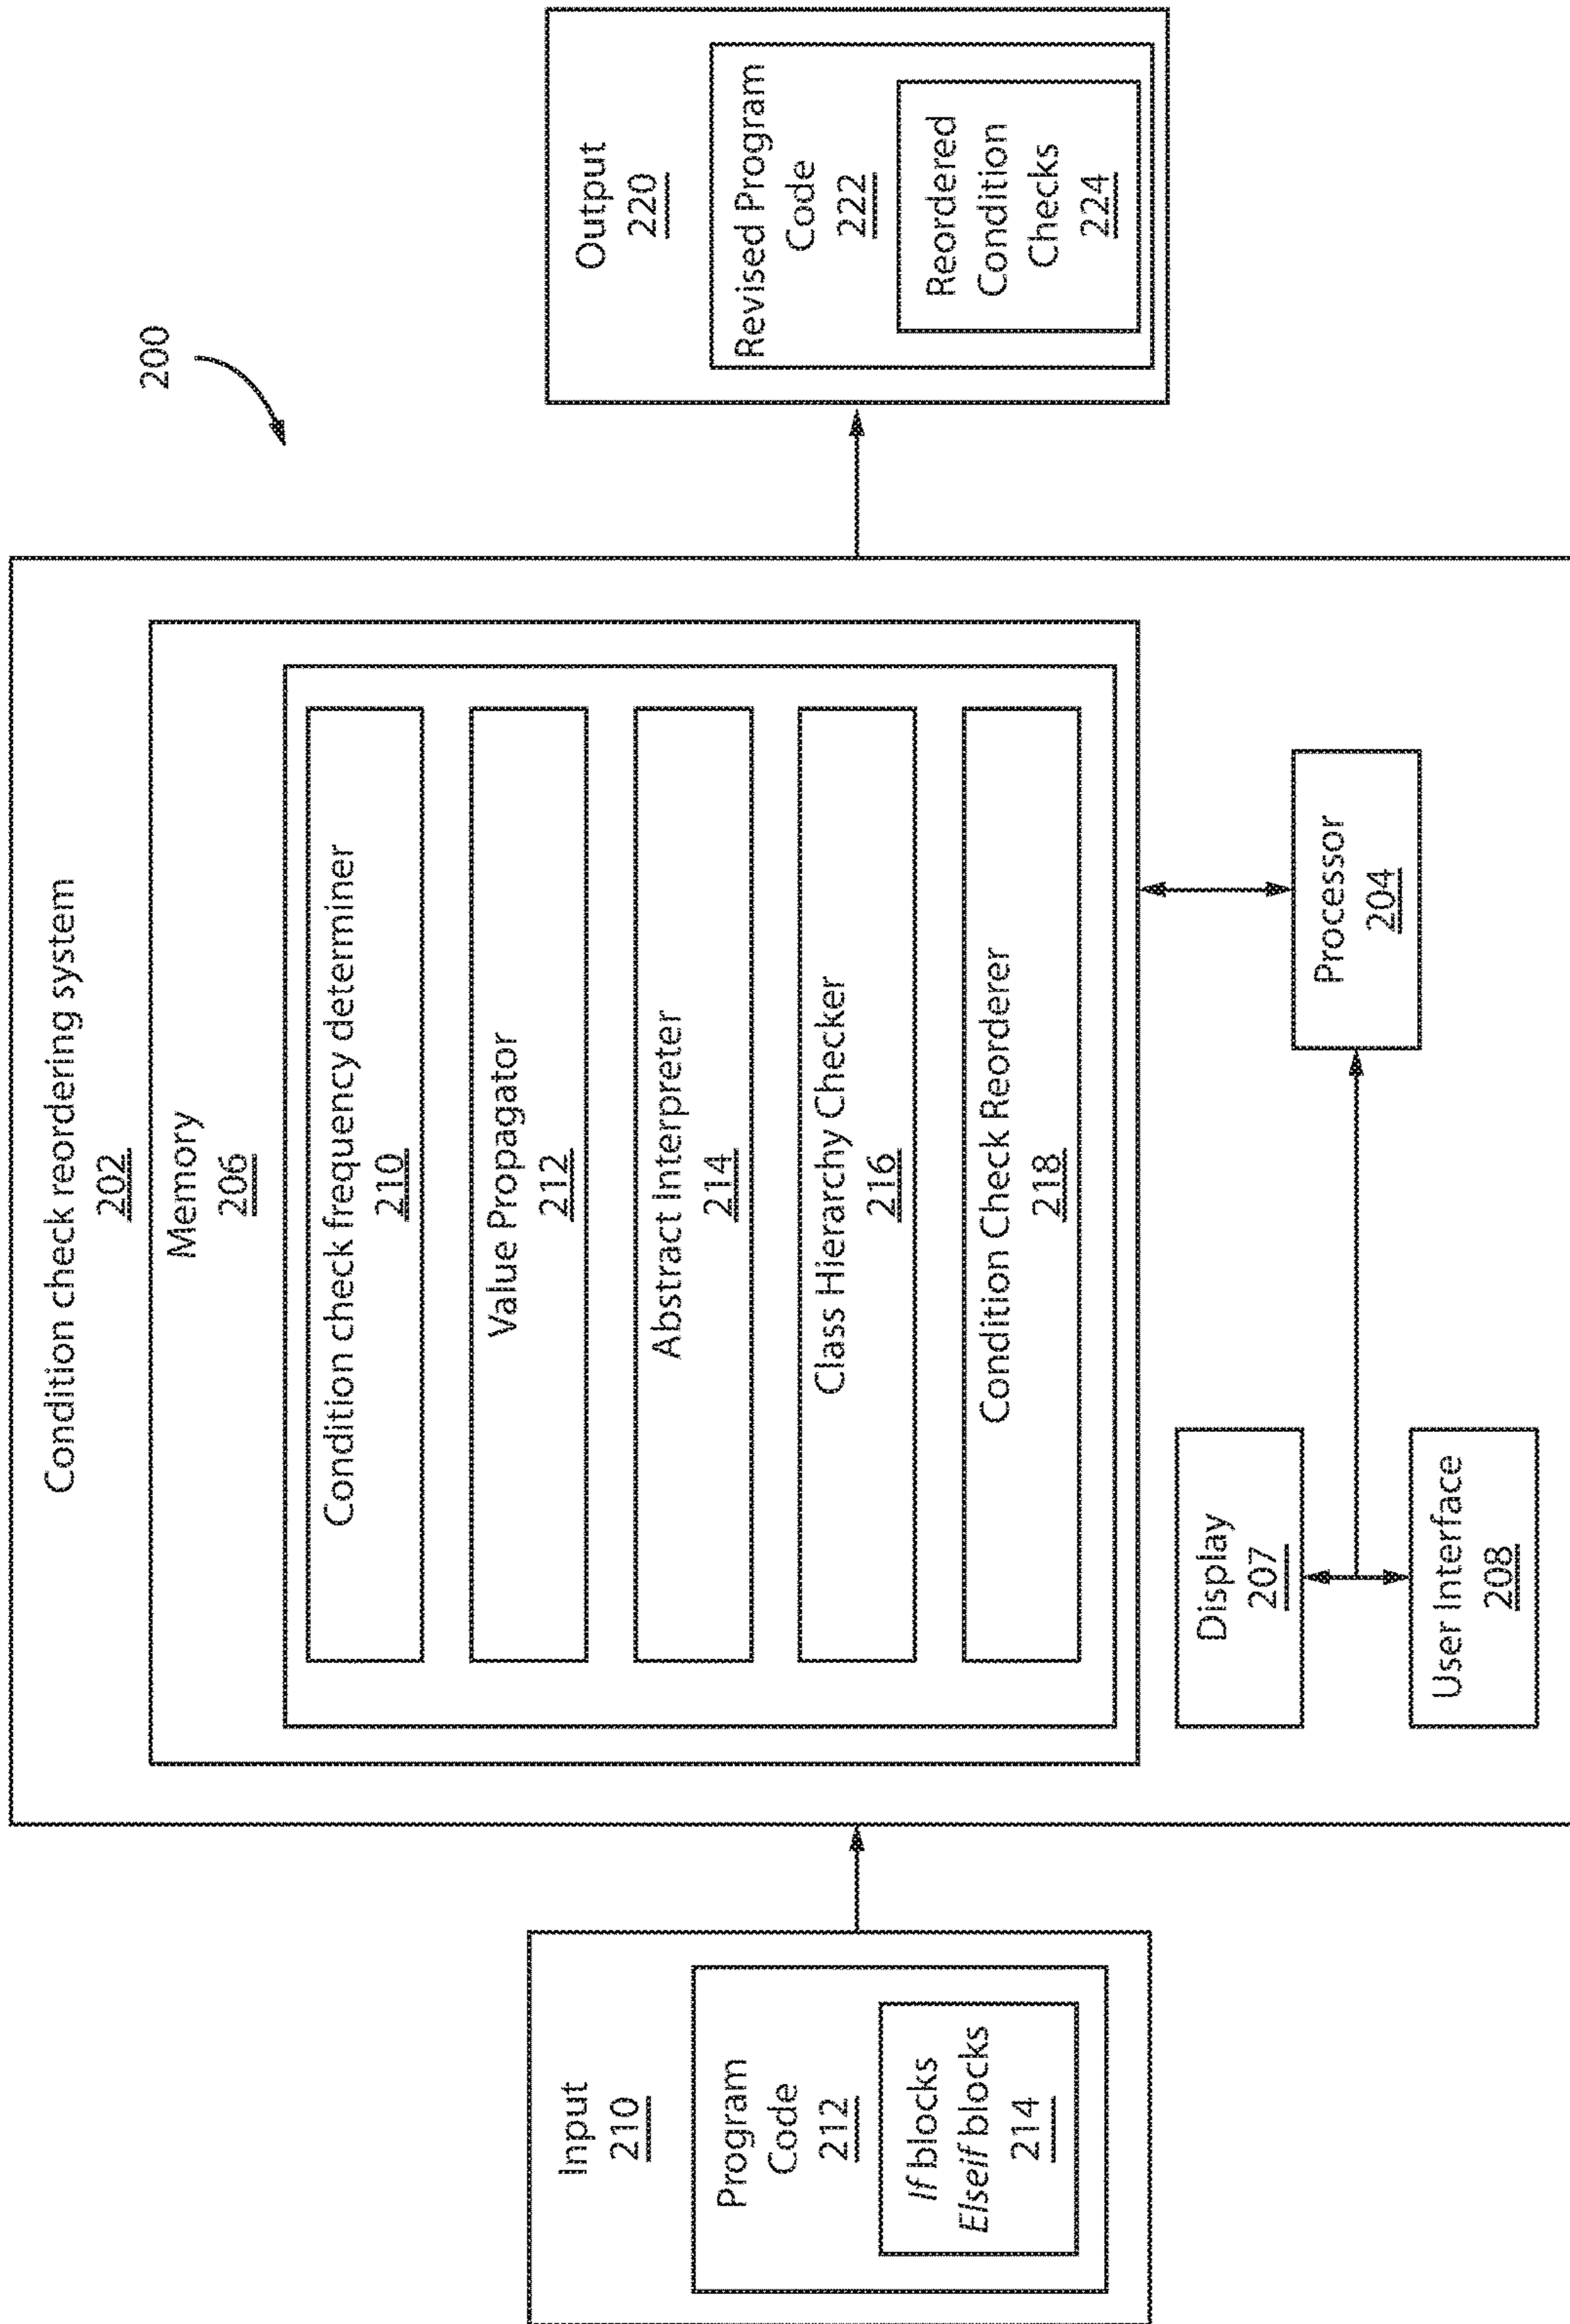 200
Input
210
Program
Code
212
If blocks
Elseif blocks
214
Condition check reordering system
202
Memory
206
Condition check frequency determiner
210
Value Propagator
212
Abstract Interpreter
214
Class Hierarchy Checker
216
Condition Check Reorderer
218
Display
207
User Interface
208
Processor
204
Output
220
Revised Program
Code
222
Reordered
Condition
Checks
224